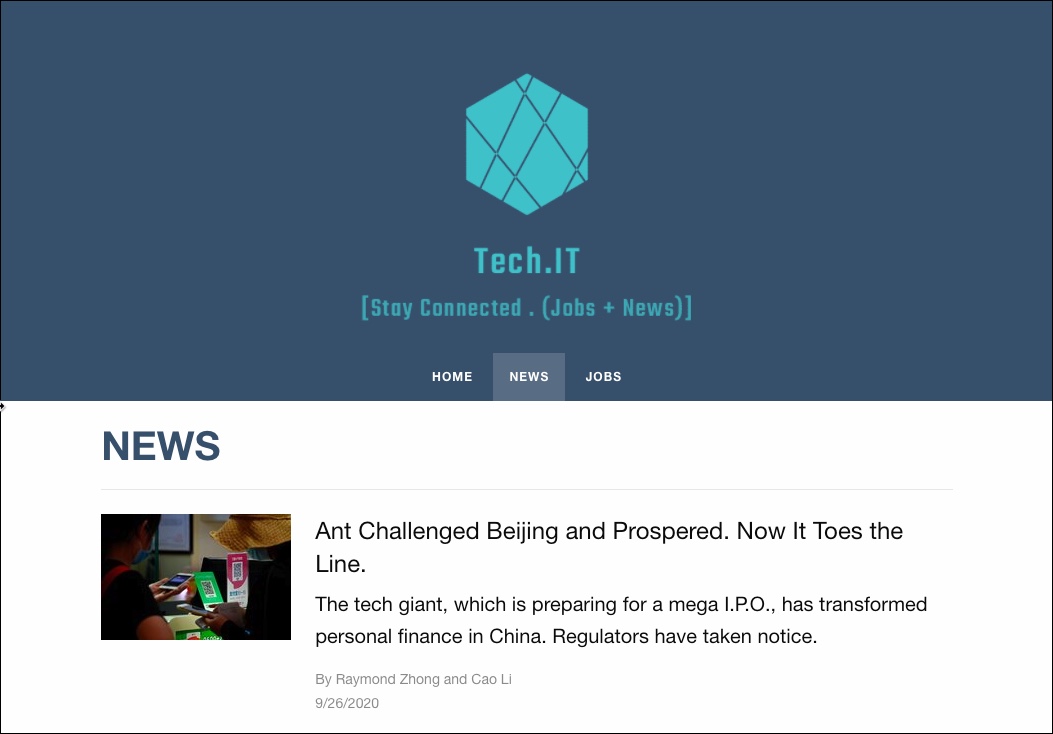 Tech.IT
[Stay Connected . (Jobs + News)]
HOME NEWS JOBS
NEWS
Ant Challenged Beijing and Prospered. Now It Toes the
Line.
The tech giant, which is preparing for a mega I.P.O., has transformed
personal finance in China. Regulators have taken notice.
By Raymond Zhong and Cao Li
9/26/2020